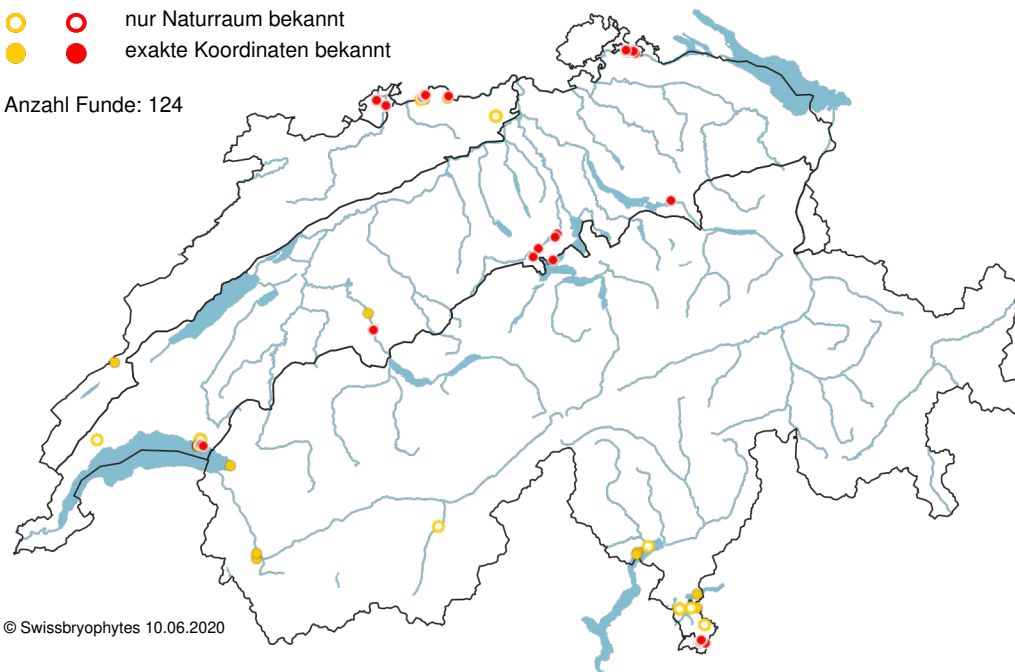 nur Naturraum bekannt
exakte Koordinaten bekannt
Anzahl Funde: 124
© Swissbryophytes 10.06.2020